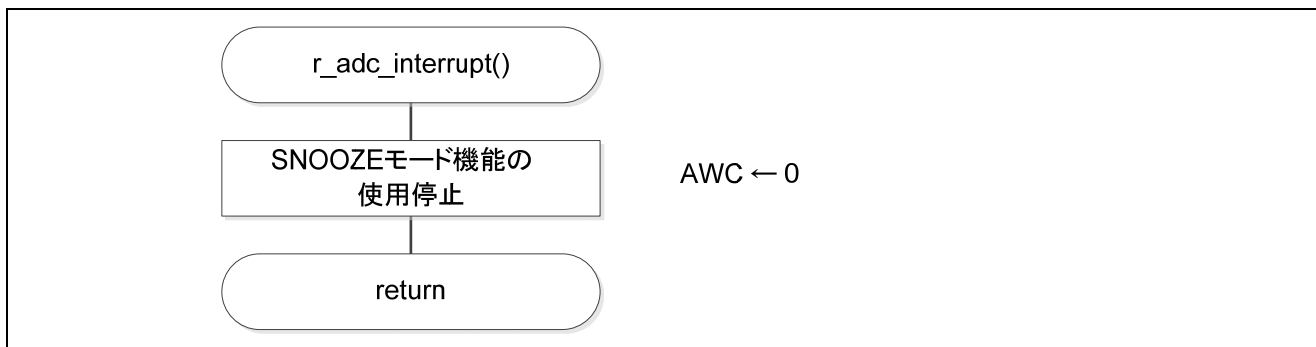 r_adc_interrupt()
SNOOZEモード機能の
使用停止
AWC ← 0
return